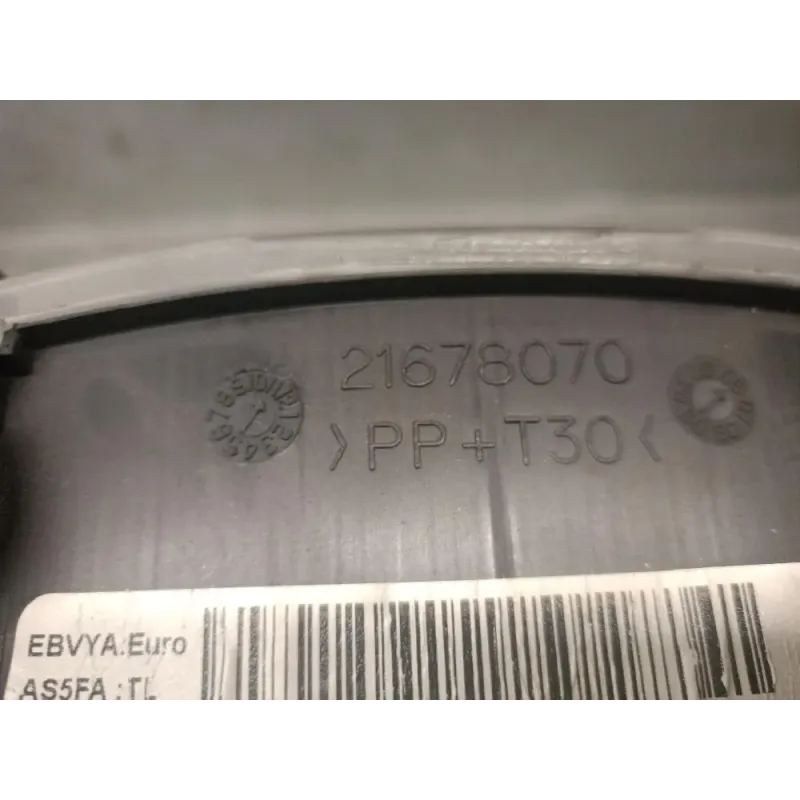 21678070
>PP+T30<
EBVYA:Euro
AS5FA :TL